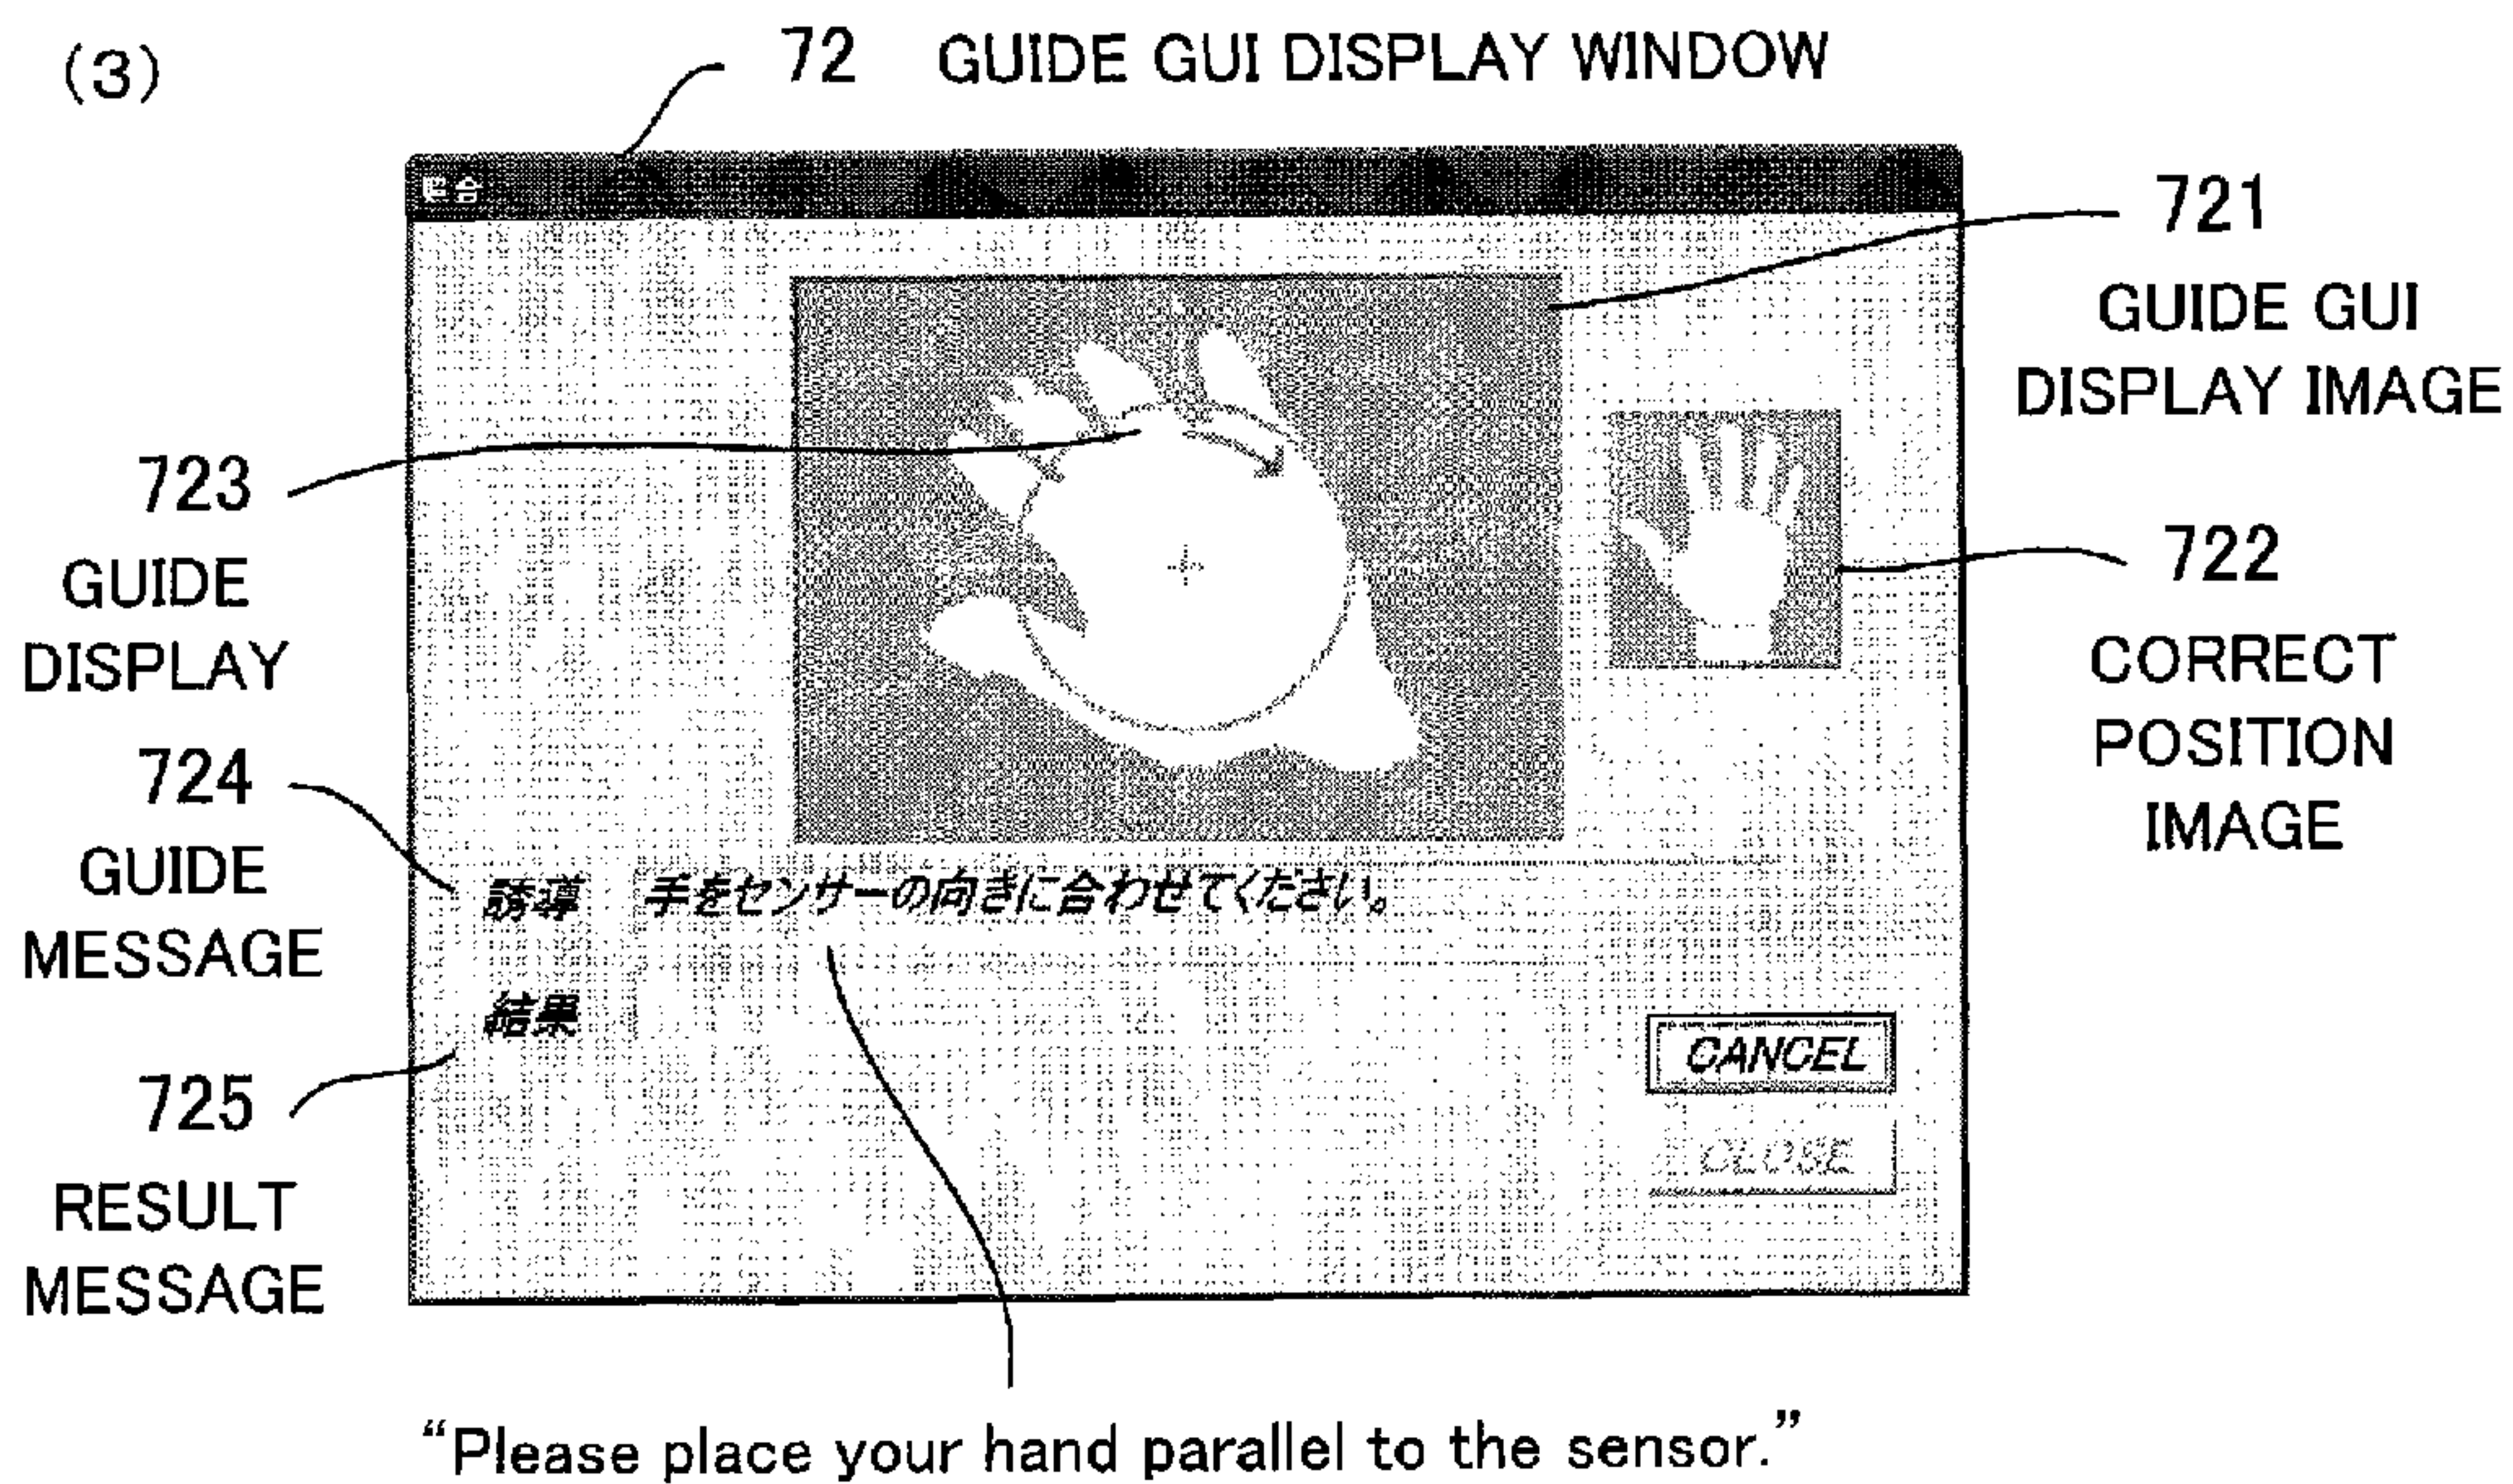 (3)
72 GUIDE GUI DISPLAY WINDOW
照合
721
GUIDE GUI
DISPLAY IMAGE
723
GUIDE
DISPLAY
722
CORRECT
POSITION
IMAGE
724
GUIDE
MESSAGE
誘導 手をセンサーの向きに合わせてください。
結果
725
RESULT
MESSAGE
CANCEL
CLOSE
“Please place your hand parallel to the sensor.”